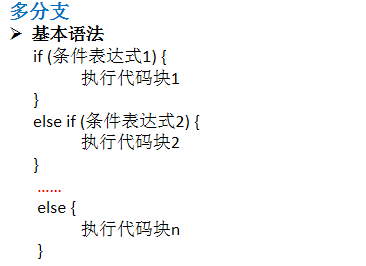 多分支
➢ 基本语法
if (条件表达式1) {
执行代码块1
}
else if (条件表达式2) {
执行代码块2
}
……
else {
执行代码块n
}